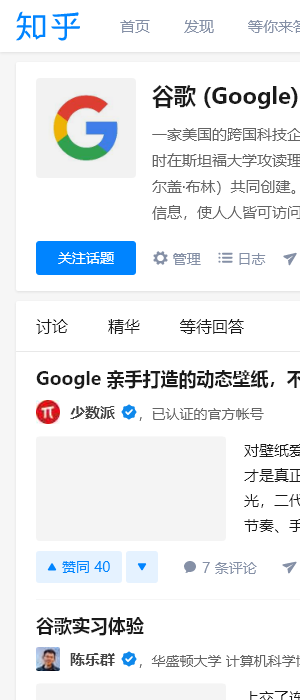 知乎 首页 发现 等你来答
谷歌 (Google)
一家美国的跨国科技企
时在斯坦福大学攻读理
尔盖·布林）共同创建。
信息，使人人皆可访问
关注话题 管理 日志
讨论 精华 等待回答
Google 亲手打造的动态壁纸，不
少数派 ，已认证的官方帐号
对壁纸爱
才是真正
光，二代
节奏、手
赞同 40 7 条评论
谷歌实习体验
陈乐群 ，华盛顿大学 计算机科学